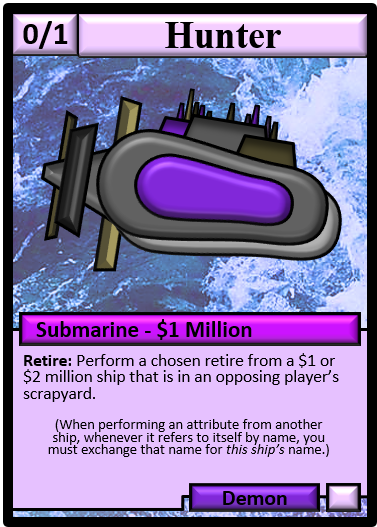 0/1 Hunter
Submarine - $1 Million
Retire: Perform a chosen retire from a $1 or
$2 million ship that is in an opposing player's
scrapyard.
(When performing an attribute from another
ship, whenever it refers to itself by name, you
must exchange that name for this ship's name.)
Demon